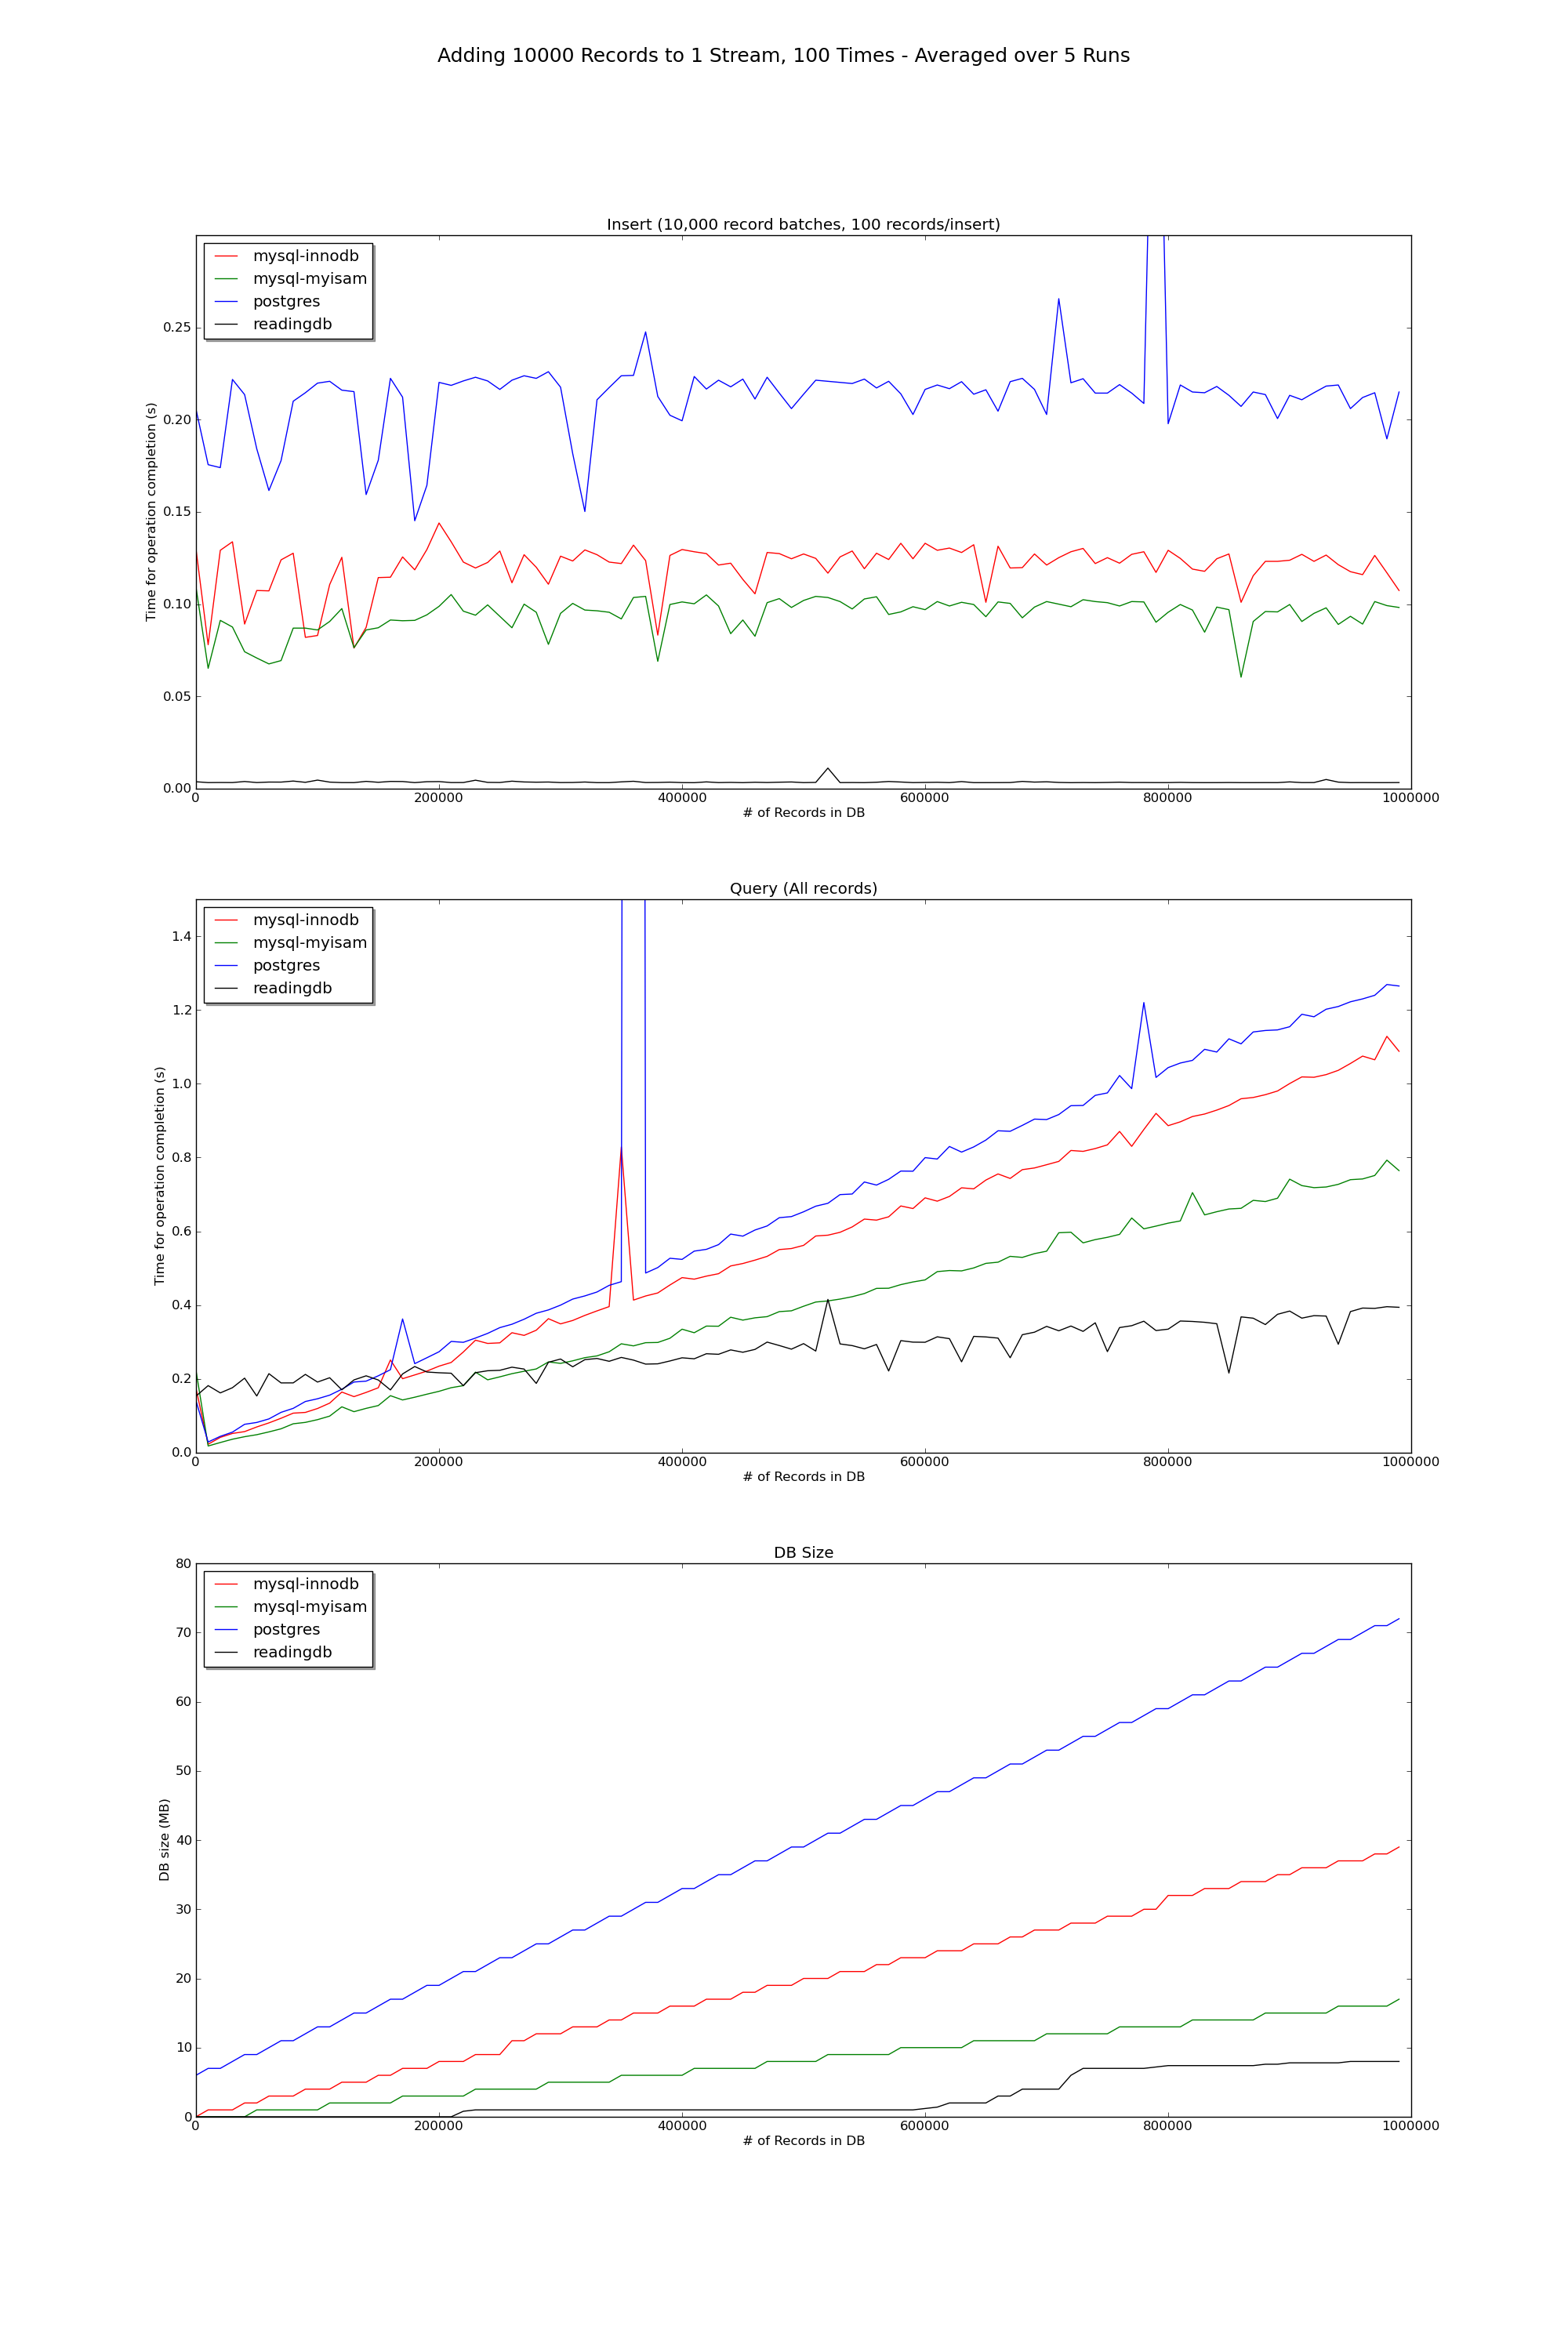 Adding 10000 Records to 1 Stream, 100 Times - Averaged over 5 Runs
Insert (10,000 record batches, 100 records/insert)
mysql-innodb
mysql-myisam
postgres
readingdb
Time for operation completion (s)
0.25
0.20
0.15
0.10
0.05
0.00
0 200000 400000 600000 800000 1000000
# of Records in DB
Query (All records)
mysql-innodb
mysql-myisam
postgres
readingdb
Time for operation completion (s)
1.4
1.2
1.0
0.8
0.6
0.4
0.2
0.0
0 200000 400000 600000 800000 1000000
# of Records in DB
DB Size
mysql-innodb
mysql-myisam
postgres
readingdb
DB size (MB)
80
70
60
50
40
30
20
10
0
0 200000 400000 600000 800000 1000000
# of Records in DB